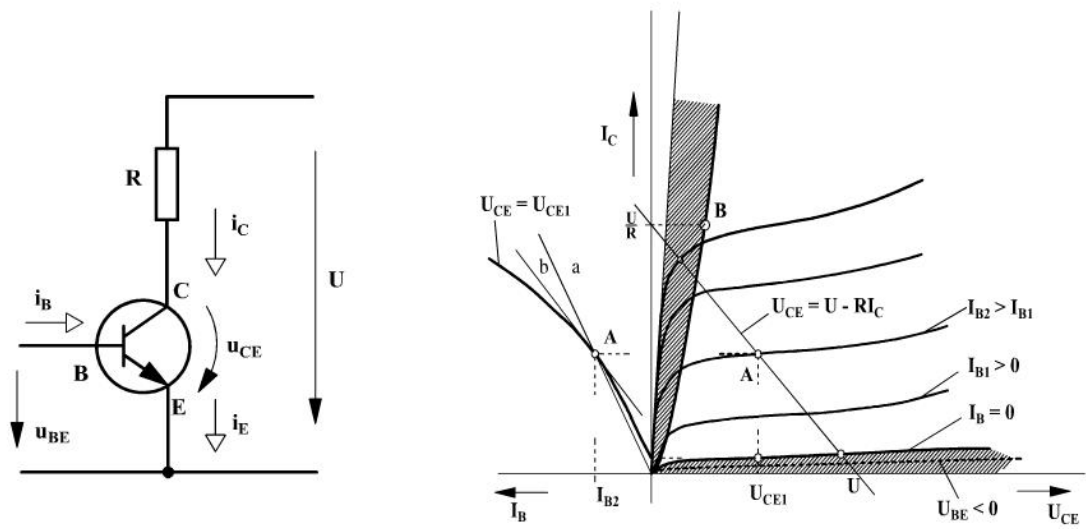 R
i_C
C
U
i_B
u_CE
B
E
u_BE
i_E
I_C
U_CE = U_CE1
U/R
B
b
a
U_CE = U - RI_C
A
A
I_B2 > I_B1
I_B1 > 0
I_B = 0
I_B
I_B2
U_CE1
U
U_BE < 0
U_CE